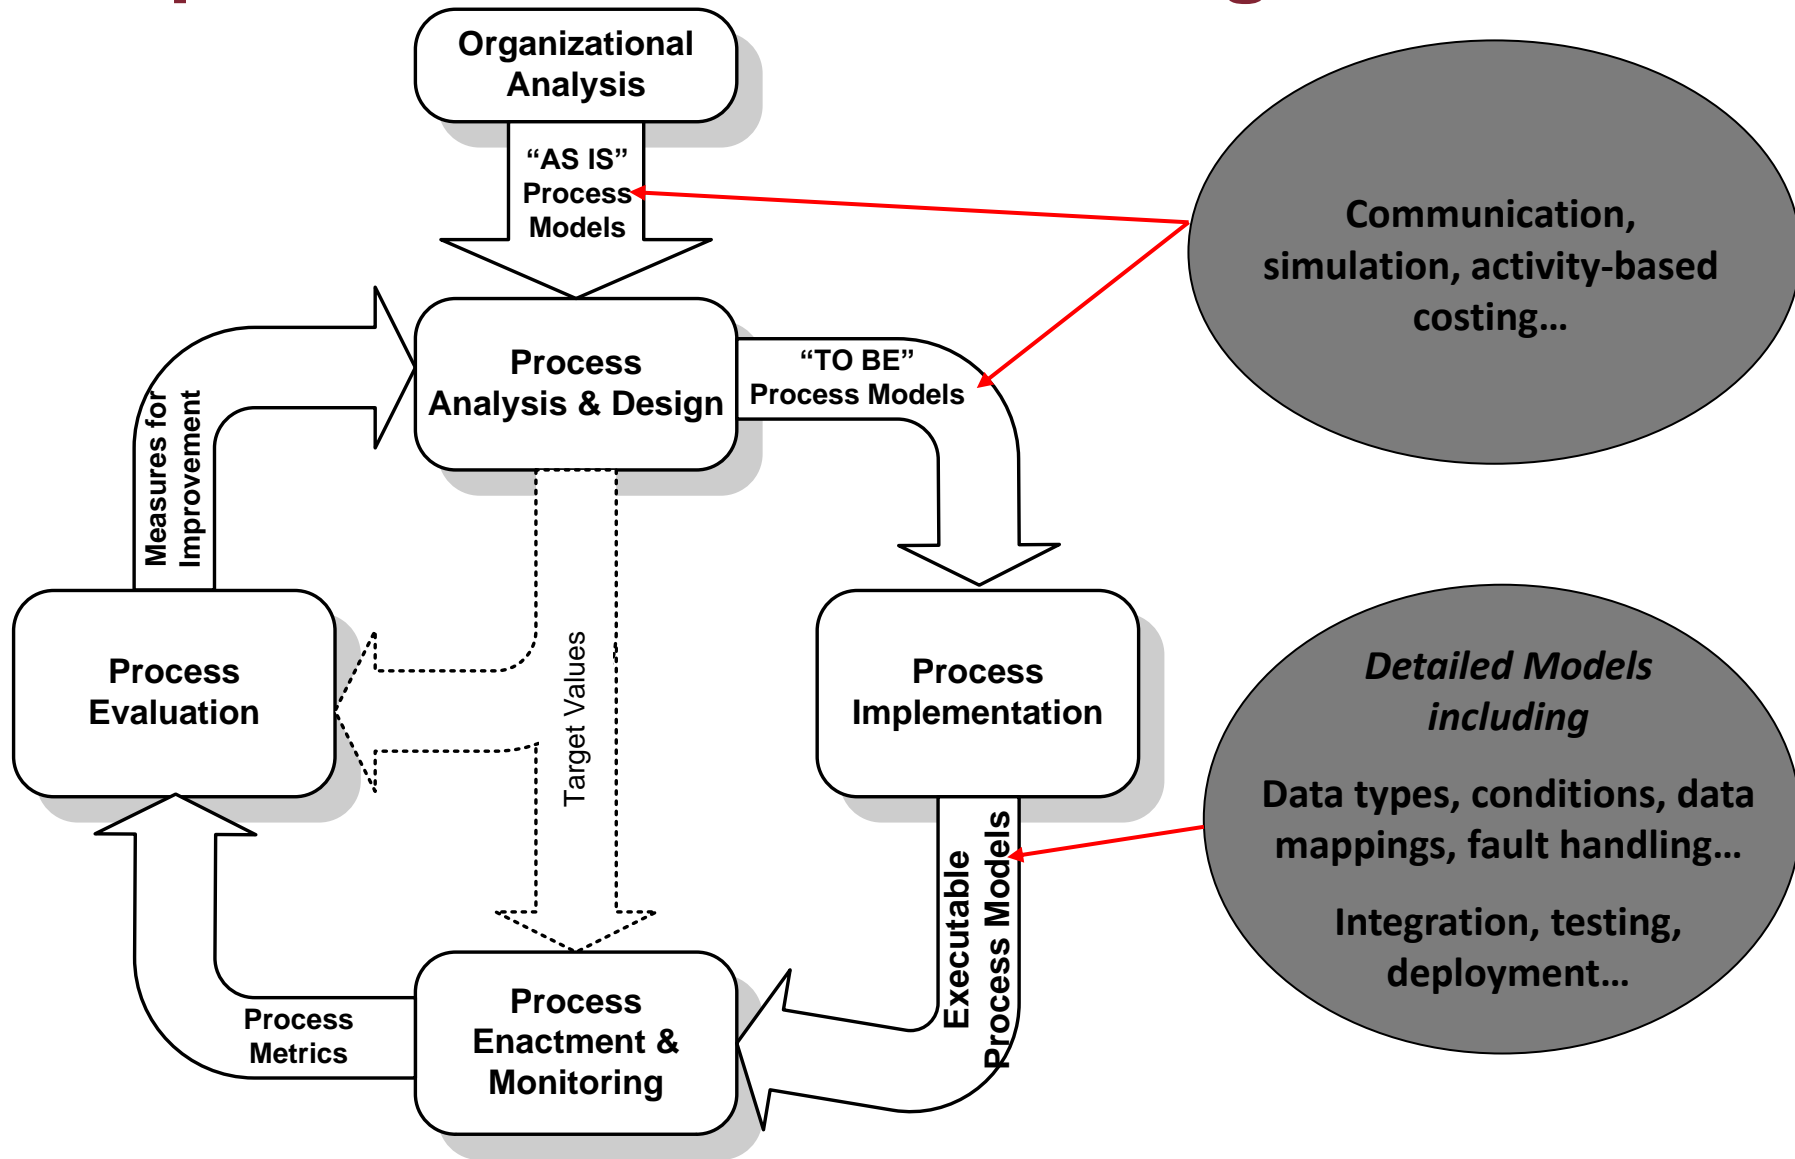 Organizational
Analysis
“AS IS”
Process
Models
Communication,
simulation, activity-based
costing…
Process
Analysis & Design
“TO BE”
Process Models
Measures for
Improvement
Process
Evaluation
Target Values
Process
Implementation
Detailed Models
including
Data types, conditions, data
mappings, fault handling…
Integration, testing,
deployment…
Executable
Process Models
Process
Metrics
Process
Enactment &
Monitoring